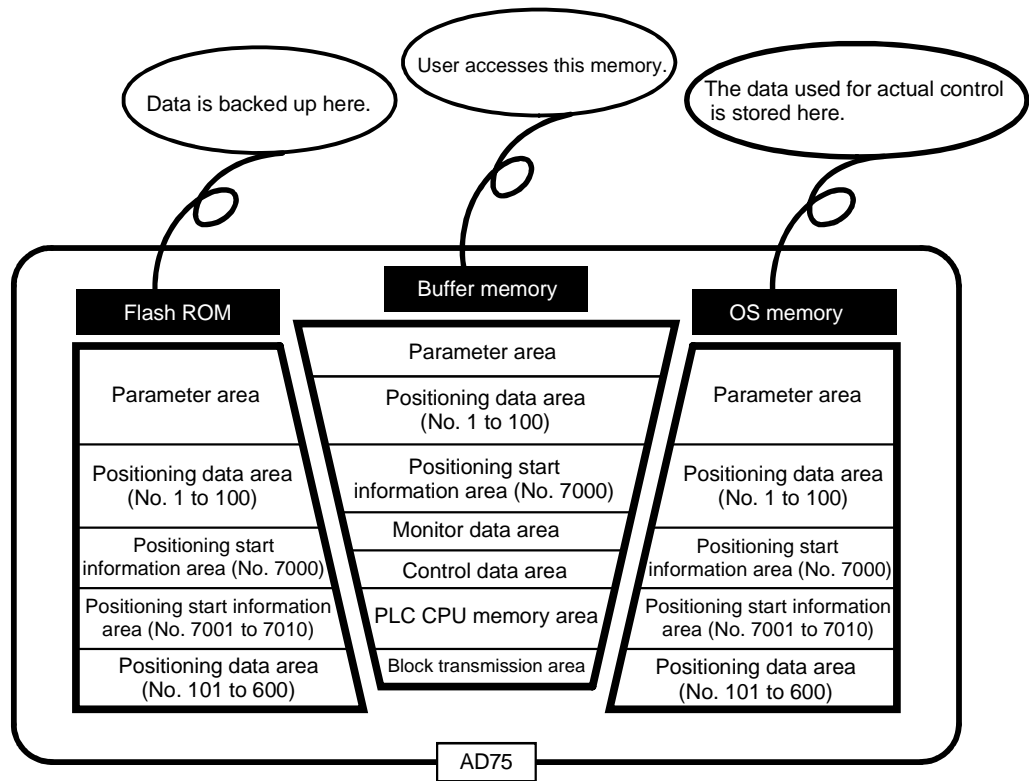 Data is backed up here.
User accesses this memory.
The data used for actual control
is stored here.
Flash ROM
Parameter area
Positioning data area
(No. 1 to 100)
Positioning start
information area (No. 7000)
Positioning start information
area (No. 7001 to 7010)
Positioning data area
(No. 101 to 600)
Buffer memory
Parameter area
Positioning data area
(No. 1 to 100)
Positioning start
information area (No. 7000)
Monitor data area
Control data area
PLC CPU memory area
Block transmission area
OS memory
Parameter area
Positioning data area
(No. 1 to 100)
Positioning start
information area (No. 7000)
Positioning start information
area (No. 7001 to 7010)
Positioning data area
(No. 101 to 600)
AD75